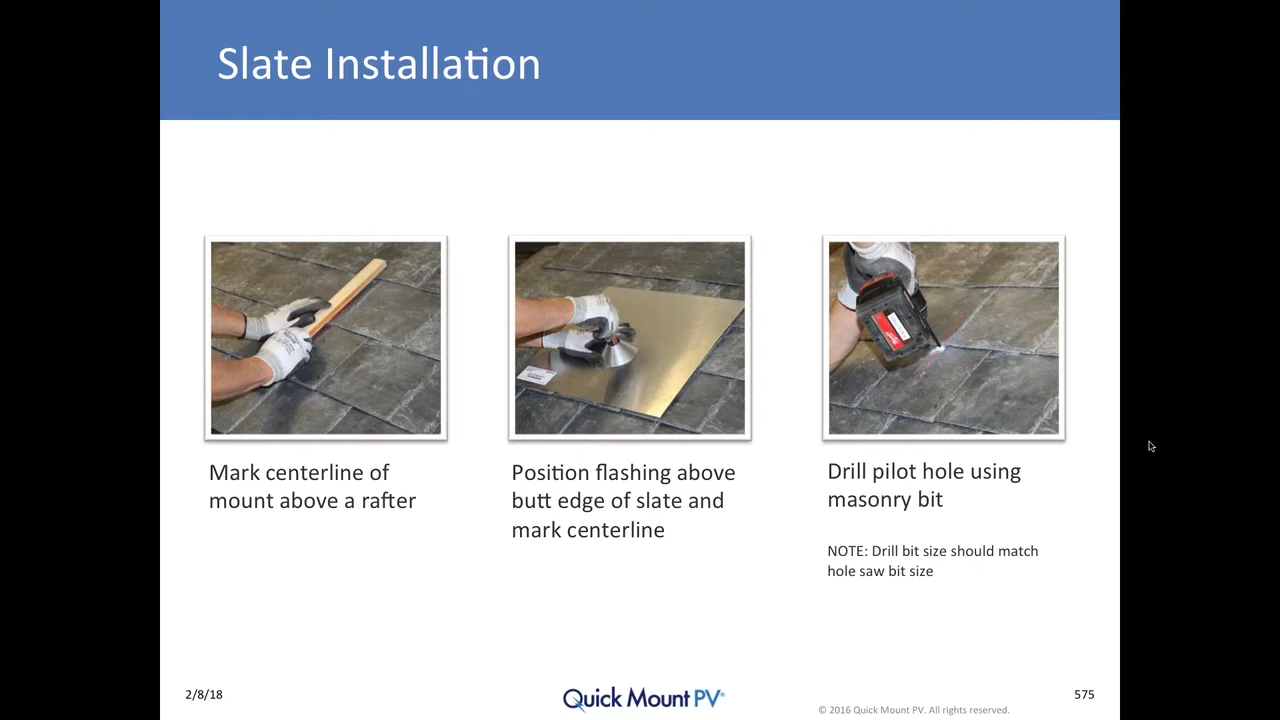 Slate Installation
Mark centerline of
mount above a rafter
Position flashing above
butt edge of slate and
mark centerline
Drill pilot hole using
masonry bit
NOTE: Drill bit size should match
hole saw bit size
2/8/18
Quick Mount PV®
© 2016 Quick Mount PV. All rights reserved.
575